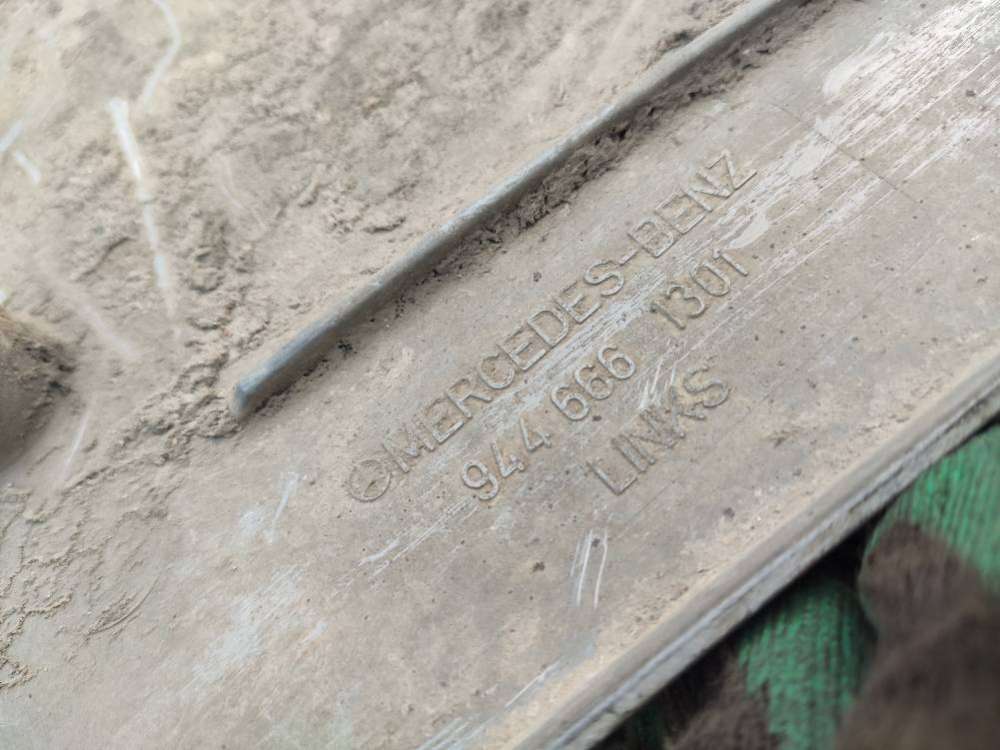 MERCEDES-BENZ
944 666 1301
LINKS